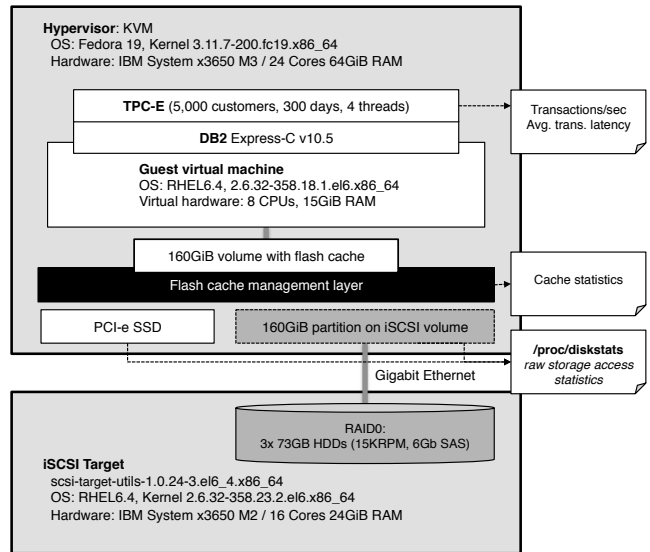 Hypervisor: KVM
OS: Fedora 19, Kernel 3.11.7-200.fc19.x86_64
Hardware: IBM System x3650 M3 / 24 Cores 64GiB RAM
TPC-E (5,000 customers, 300 days, 4 threads)
DB2 Express-C v10.5
Transactions/sec
Avg. trans. latency
Guest virtual machine
OS: RHEL6.4, 2.6.32-358.18.1.el6.x86_64
Virtual hardware: 8 CPUs, 15GiB RAM
160GiB volume with flash cache
Flash cache management layer
Cache statistics
PCI-e SSD
160GiB partition on iSCSI volume
/proc/diskstats
raw storage access
statistics
Gigabit Ethernet
RAID0:
3x 73GB HDDs (15KRPM, 6Gb SAS)
iSCSI Target
scsi-target-utils-1.0.24-3.el6_4.x86_64
OS: RHEL6.4, Kernel 2.6.32-358.23.2.el6.x86_64
Hardware: IBM System x3650 M2 / 16 Cores 24GiB RAM